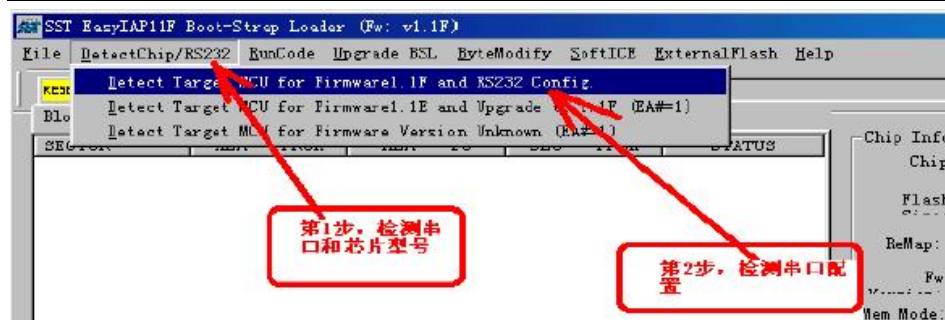 SST EasyIAP11F Boot-Strap Loader (Fw: v1.1F)
File DetectChip/RS232 RunCode Upgrade BSL ByteModify SoftICE ExternalFlash Help
Detect Target MCU for Firmware1.1F and RS232 Config.
Detect Target MCU for Firmware1.1E and Upgrade to 1.1F (EA#=1)
Detect Target MCU for Firmware Version Unknown (EA#=1)
Blo
STATUS
Chip Info
Chip
Flash
ReMap:
Fw
Mem Mode:
第1步，检测串
口和芯片型号
第2步，检测串口配
置